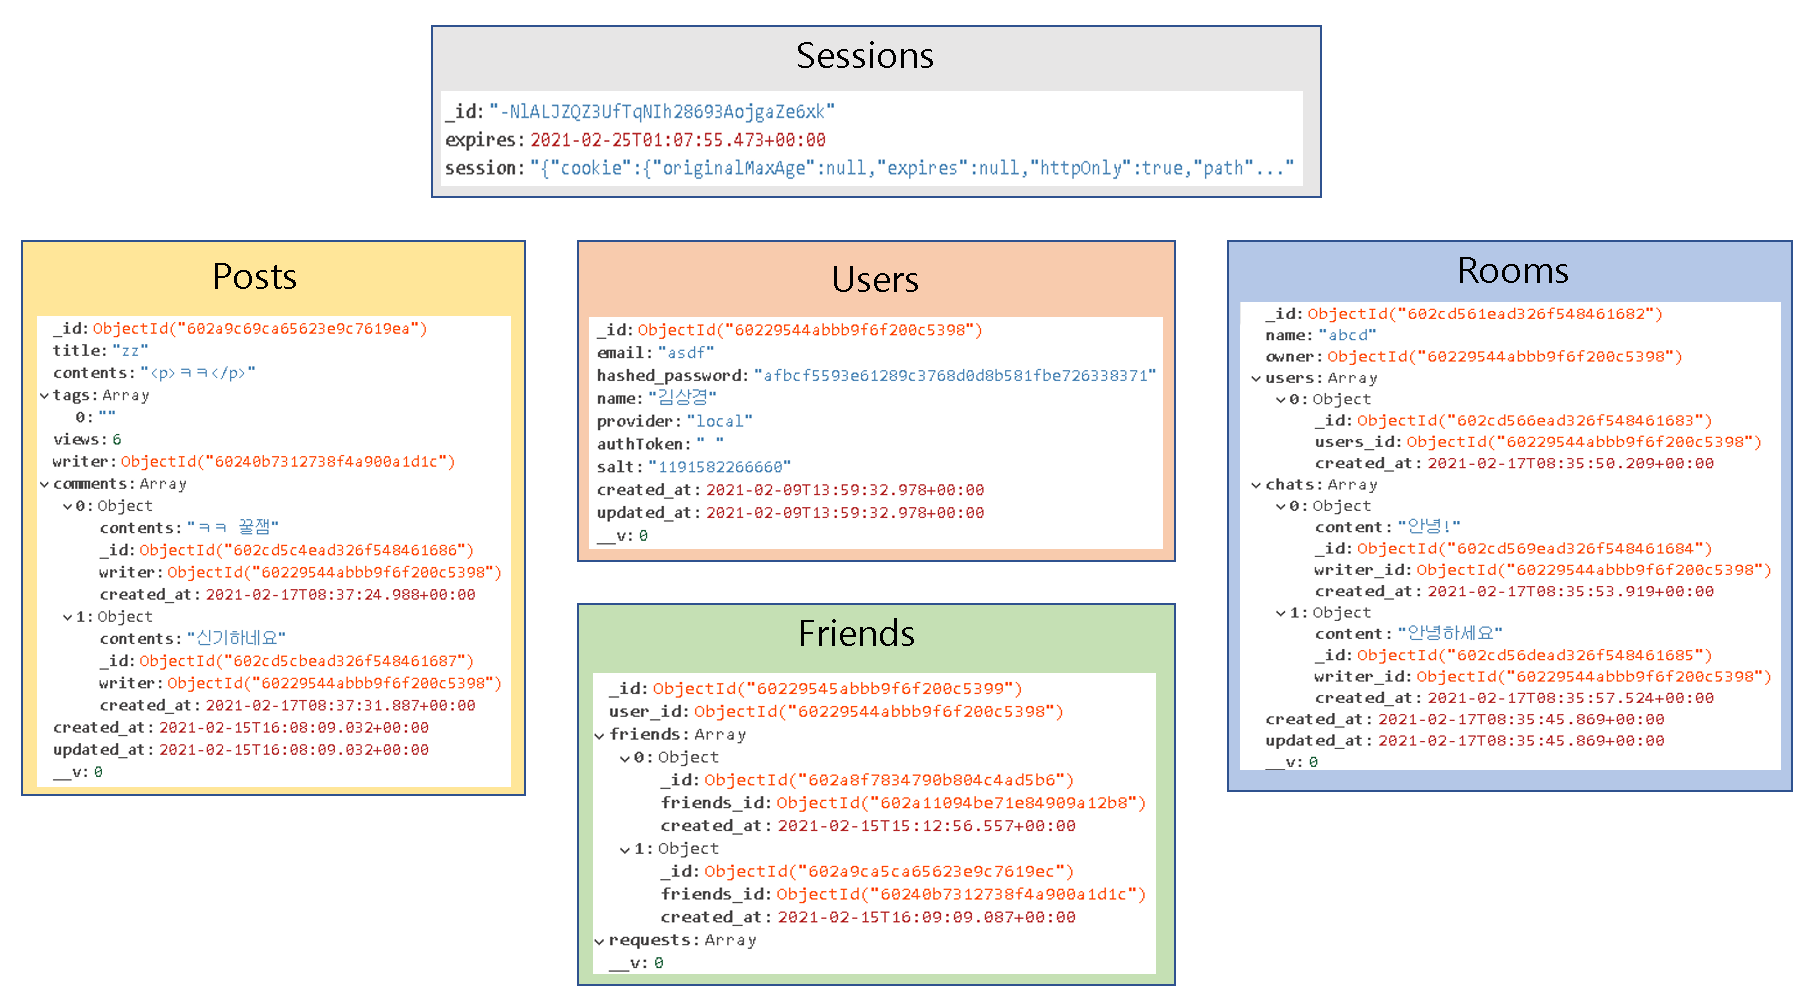 Sessions
_id: "-NlALJZQZ3UfTqNIh28693AojgaZe6xk"
expires: 2021-02-25T01:07:55.473+00:00
session: "{"cookie":{"originalMaxAge":null,"expires":null,"httpOnly":true,"path"..."
Posts
_id: ObjectId("602a9c69ca65623e9c7619ea")
title: "zz"
contents: "<p>ㅋㅋ</p>"
tags: Array
0: ""
views: 6
writer: ObjectId("60240b7312738f4a900a1d1c")
comments: Array
0: Object
contents: "ㅋㅋ 꿀잼"
_id: ObjectId("602cd5c4ead326f548461686")
writer: ObjectId("60229544abbb9f6f200c5398")
created_at: 2021-02-17T08:37:24.988+00:00
1: Object
contents: "신기하네요"
_id: ObjectId("602cd5cbead326f548461687")
writer: ObjectId("60229544abbb9f6f200c5398")
created_at: 2021-02-17T08:37:31.887+00:00
created_at: 2021-02-15T16:08:09.032+00:00
updated_at: 2021-02-15T16:08:09.032+00:00
__v: 0
Users
_id: ObjectId("60229544abbb9f6f200c5398")
email: "asdf"
hashed_password: "afbcf5593e61289c3768d0d8b581fbe726338371"
name: "김상경"
provider: "local"
authToken: " "
salt: "1191582266660"
created_at: 2021-02-09T13:59:32.978+00:00
updated_at: 2021-02-09T13:59:32.978+00:00
__v: 0
Friends
_id: ObjectId("60229545abbb9f6f200c5399")
user_id: ObjectId("60229544abbb9f6f200c5398")
friends: Array
0: Object
_id: ObjectId("602a8f7834790b804c4ad5b6")
friends_id: ObjectId("602a11094be71e84909a12b8")
created_at: 2021-02-15T15:12:56.557+00:00
1: Object
_id: ObjectId("602a9ca5ca65623e9c7619ec")
friends_id: ObjectId("60240b7312738f4a900a1d1c")
created_at: 2021-02-15T16:09:09.087+00:00
requests: Array
__v: 0
Rooms
_id: ObjectId("602cd561ead326f548461682")
name: "abcd"
owner: ObjectId("60229544abbb9f6f200c5398")
users: Array
0: Object
_id: ObjectId("602cd566ead326f548461683")
users_id: ObjectId("60229544abbb9f6f200c5398")
created_at: 2021-02-17T08:35:50.209+00:00
chats: Array
0: Object
content: "안녕!"
_id: ObjectId("602cd569ead326f548461684")
writer_id: ObjectId("60229544abbb9f6f200c5398")
created_at: 2021-02-17T08:35:53.919+00:00
1: Object
content: "안녕하세요"
_id: ObjectId("602cd56dead326f548461685")
writer_id: ObjectId("60229544abbb9f6f200c5398")
created_at: 2021-02-17T08:35:57.524+00:00
created_at: 2021-02-17T08:35:45.869+00:00
updated_at: 2021-02-17T08:35:45.869+00:00
__v: 0